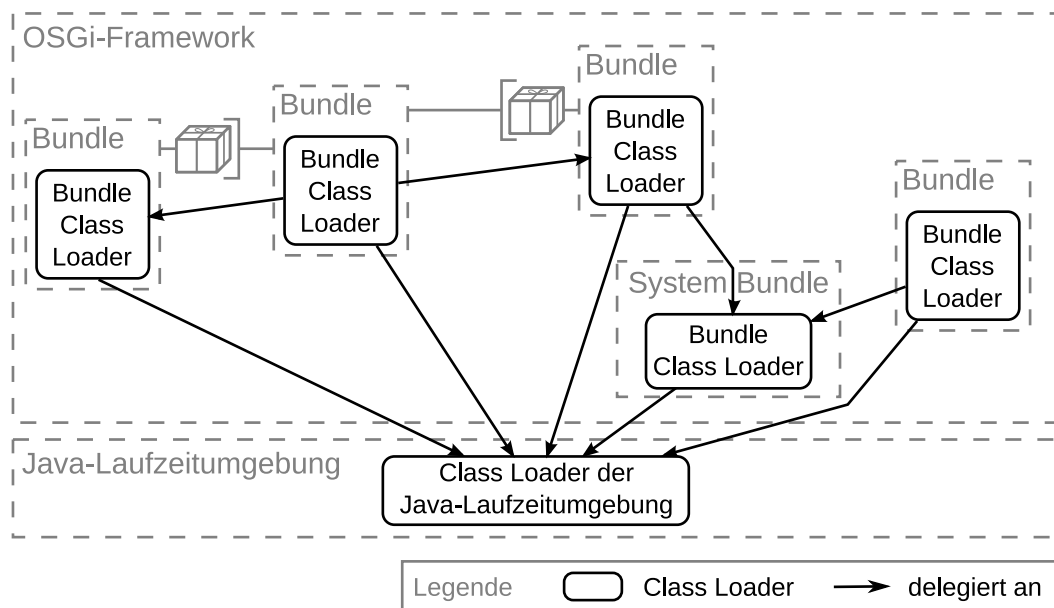 OSGi-Framework
Bundle
Bundle
Class
Loader
Bundle
Bundle
Class
Loader
Bundle
Bundle
Class
Loader
Bundle
Bundle
Class
Loader
System Bundle
Bundle
Class Loader
Java-Laufzeitumgebung
Class Loader der
Java-Laufzeitumgebung
Legende
Class Loader
delegiert an